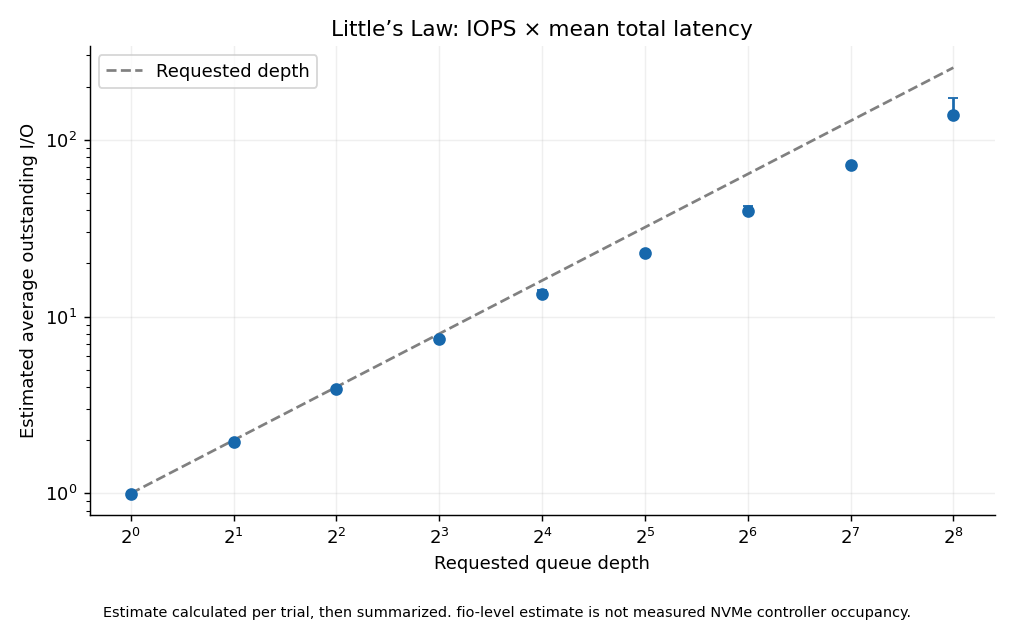 Little’s Law: IOPS × mean total latency
Requested depth
Estimated average outstanding I/O
10²
10¹
10⁰
2⁰ 2¹ 2² 2³ 2⁴ 2⁵ 2⁶ 2⁷ 2⁸
Requested queue depth
Estimate calculated per trial, then summarized. fio-level estimate is not measured NVMe controller occupancy.